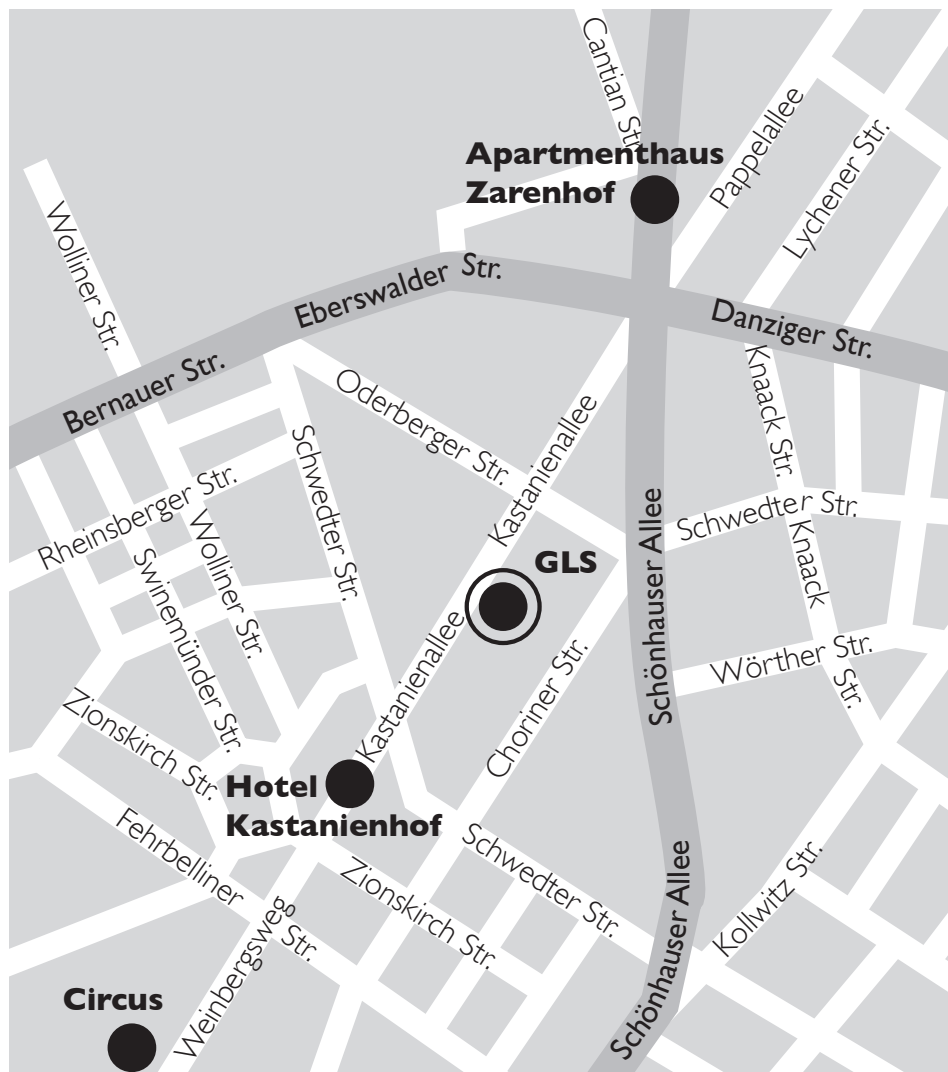 Cantian Str.
Pappelallee
Lychener Str.
Apartmenthaus
Zarenhof
Wolliner Str.
Eberswalder Str.
Danziger Str.
Bernauer Str.
Knaack Str.
Oderberger Str.
Kastanienallee
Schwedter Str.
Rheinsberger Str.
Schwedter Str.
Schönhauser Allee
Wolliner Str.
Swinemünder Str.
Knaack
Str.
GLS
Kastanienallee
Choriner Str.
Wörther Str.
Zionskirch Str.
Hotel
Kastanienhof
Fehrbelliner
Str.
Zionskirch Str.
Schwedter Str.
Kollwitz Str.
Schönhauser Allee
Weinbergsweg
Circus